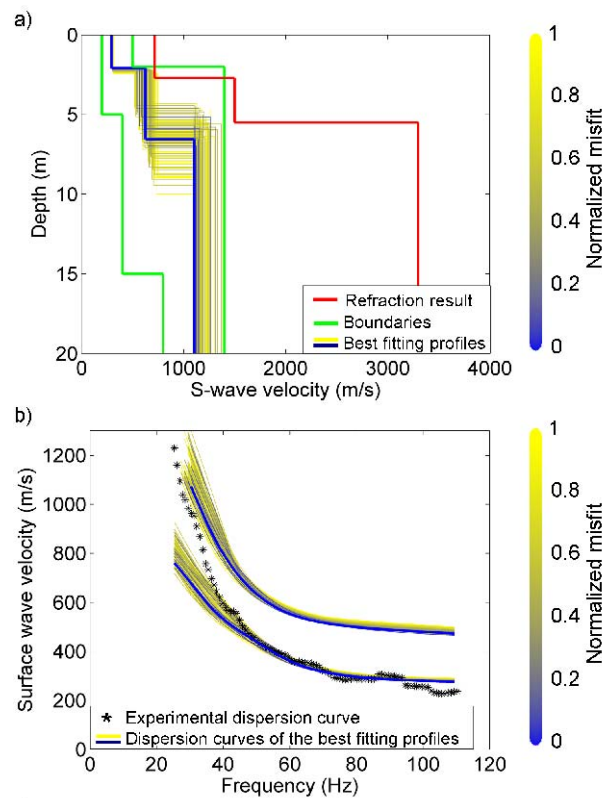 a)
0
5
10
15
20
Depth (m)
0
1000
2000
3000
4000
S-wave velocity (m/s)
Refraction result
Boundaries
Best fitting profiles
1
0.8
0.6
0.4
0.2
0
Normalized misfit
b)
1200
1000
800
600
400
200
0
Surface wave velocity (m/s)
Experimental dispersion curve
Dispersion curves of the best fitting profiles
0
20
40
60
80
100
120
Frequency (Hz)
1
0.8
0.6
0.4
0.2
0
Normalized misfit